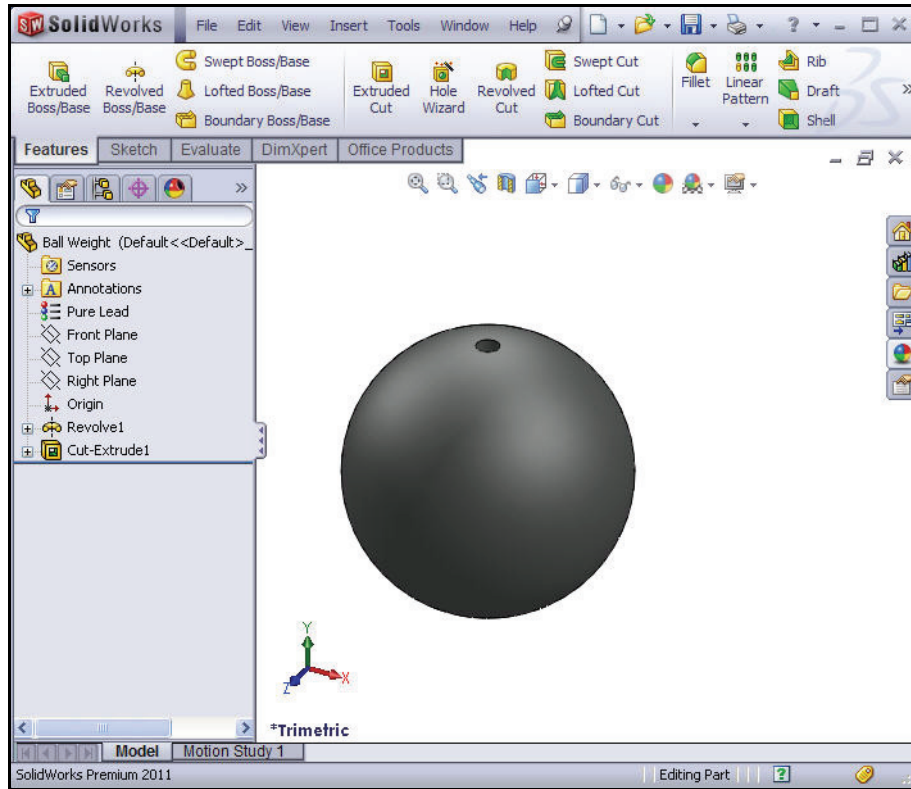 SolidWorks File Edit View Insert Tools Window Help
Extruded Boss/Base
Revolved Boss/Base
Swept Boss/Base
Lofted Boss/Base
Boundary Boss/Base
Extruded Cut
Hole Wizard
Revolved Cut
Swept Cut
Lofted Cut
Boundary Cut
Fillet
Linear Pattern
Rib
Draft
Shell
Features Sketch Evaluate DimXpert Office Products
Ball Weight (Default<<Default>_
Sensors
Annotations
Pure Lead
Front Plane
Top Plane
Right Plane
Origin
Revolve1
Cut-Extrude1
Y
X
Z
*Trimetric
Model Motion Study 1
SolidWorks Premium 2011 Editing Part